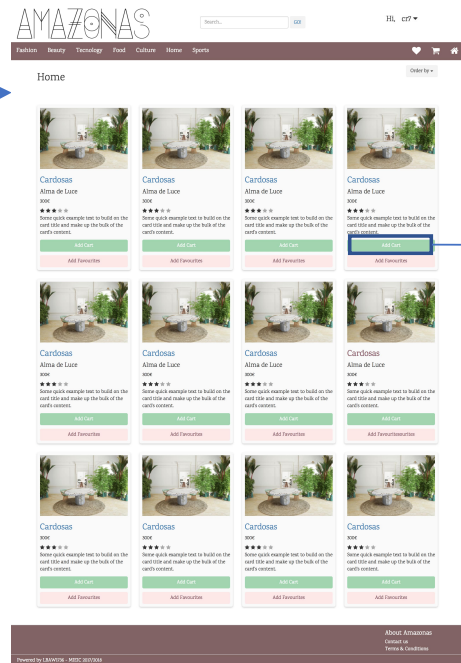 AMAZONAS
Search...
GO!
Hi, cr7
Fashion Beauty Tecnology Food Culture Home Sports
Home
Order by
Cardosas Cardosas Cardosas Cardosas
Alma de Luce Alma de Luce Alma de Luce Alma de Luce
300€ 300€ 300€ 300€
Some quick example text to build on the Some quick example text to build on the Some quick example text to build on the Some quick example text to build on the
card title and make up the bulk of the card title and make up the bulk of the card title and make up the bulk of the card title and make up the bulk of the
card's content. card's content. card's content. card's content.
Add Cart Add Cart Add Cart Add Cart
Add Favourites Add Favourites Add Favourites Add Favourites
Cardosas Cardosas Cardosas Cardosas
Alma de Luce Alma de Luce Alma de Luce Alma de Luce
300€ 300€ 300€ 300€
Some quick example text to build on the Some quick example text to build on the Some quick example text to build on the Some quick example text to build on the
card title and make up the bulk of the card title and make up the bulk of the card title and make up the bulk of the card title and make up the bulk of the
card's content. card's content. card's content. card's content.
Add Cart Add Cart Add Cart Add Cart
Add Favourites Add Favourites Add Favourites Add Favouriteesurites
Cardosas Cardosas Cardosas Cardosas
300€ 300€ 300€ 300€
Some quick example text to build on the Some quick example text to build on the Some quick example text to build on the Some quick example text to build on the
card title and make up the bulk of the card title and make up the bulk of the card title and make up the bulk of the card title and make up the bulk of the
card's content. card's content. card's content. card's content.
Add Cart Add Cart Add Cart Add Cart
Add Favourites Add Favourites Add Favourites Add Favourites
About Amazonas
Contact us
Terms & Conditions
Powered by LBAW1736 - MIEIC 2017/2018